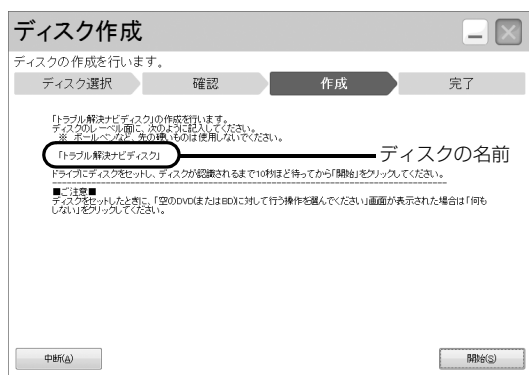 ディスク作成
ディスクの作成を行います。
ディスク選択
確認
作成
完了
「トラブル解決ナビディスク」の作成を行います。
ディスクのレーベル面に、次のように記入してください。
※ ボールペンなど、先の硬いものは使用しないでください。
「トラブル解決ナビディスク」
ディスクの名前
ドライブにディスクをセットし、ディスクが認識されるまで10秒ほど待ってから「開始」をクリックしてください。
■ご注意■
ディスクをセットしたときに、「空のDVD(またはBD)に対して行う操作を選んでください」画面が表示された場合は「何も
しない」をクリックしてください。
中断(A)
開始(S)